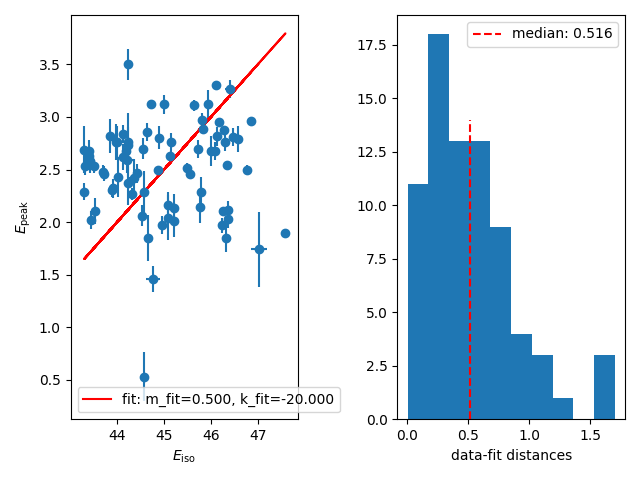 3.5
3.0
2.5
2.0
1.5
1.0
0.5
E_peak
fit: m_fit=0.500, k_fit=-20.000
44 45 46 47
E_iso
median: 0.516
17.5
15.0
12.5
10.0
7.5
5.0
2.5
0.0
0.0 0.5 1.0 1.5
data-fit distances